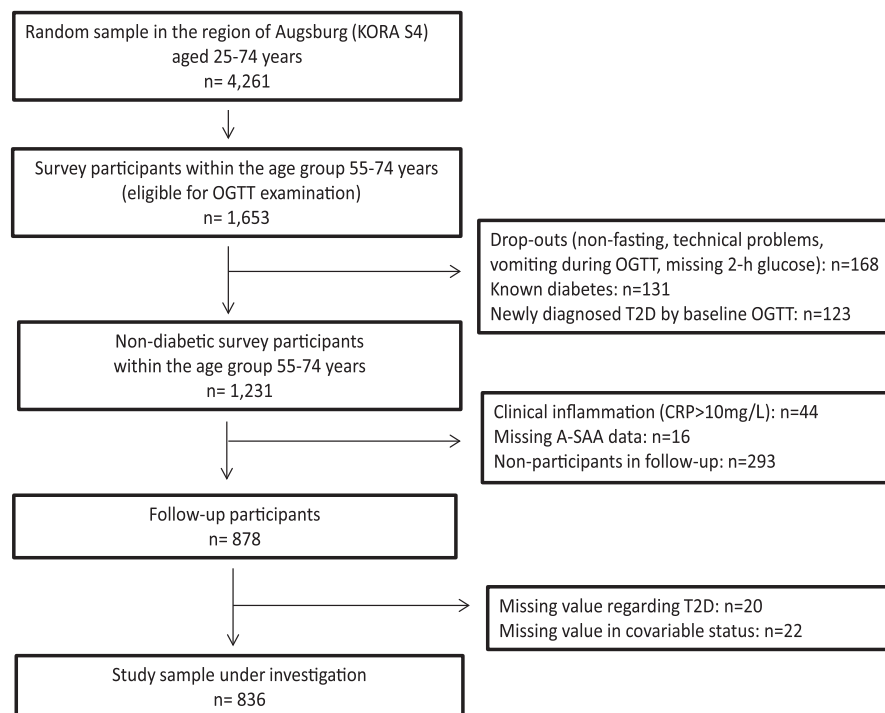 Random sample in the region of Augsburg (KORA S4)
aged 25-74 years
n= 4,261
Survey participants within the age group 55-74 years
(eligible for OGTT examination)
n= 1,653
Drop-outs (non-fasting, technical problems,
vomiting during OGTT, missing 2-h glucose): n=168
Known diabetes: n=131
Newly diagnosed T2D by baseline OGTT: n=123
Non-diabetic survey participants
within the age group 55-74 years
n= 1,231
Clinical inflammation (CRP>10mg/L): n=44
Missing A-SAA data: n=16
Non-participants in follow-up: n=293
Follow-up participants
n= 878
Missing value regarding T2D: n=20
Missing value in covariable status: n=22
Study sample under investigation
n= 836